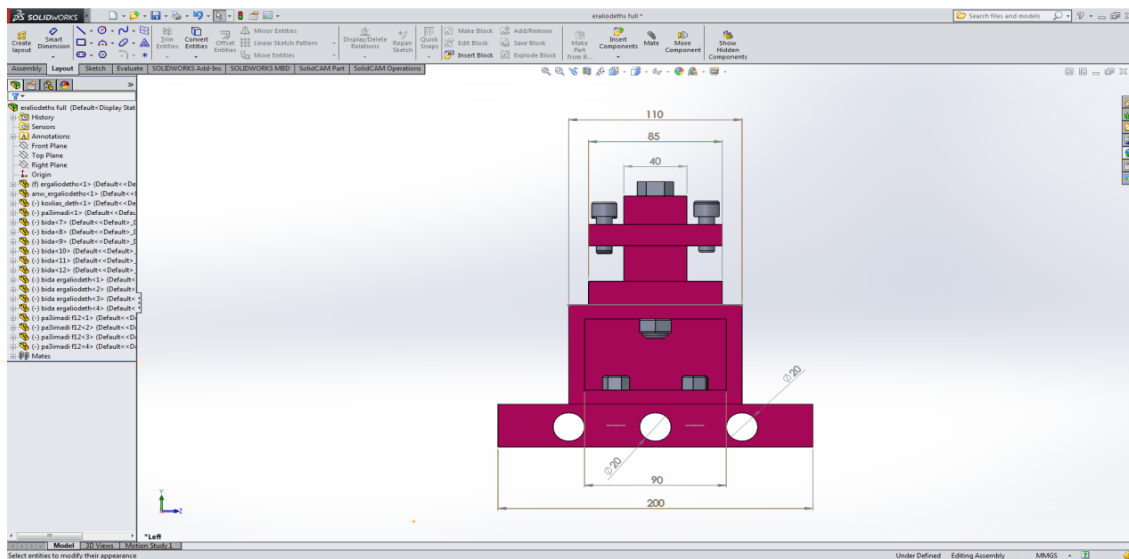 SOLIDWORKS
eraliodeths full *
Search files and models
Create layout
Smart Dimension
Trim Entities
Convert Entities
Offset Entities
Mirror Entities
Linear Sketch Pattern
Move Entities
Display/Delete Relations
Repair Sketch
Quick Snaps
Make Block
Edit Block
Insert Block
Add/Remove
Save Block
Explode Block
Make Part from B...
Insert Components
Mate
Move Component
Show Hidden Components
Assembly Layout Sketch Evaluate SOLIDWORKS Add-Ins SOLIDWORKS MBD SolidCAM Part SolidCAM Operations
eraliodeths full (Default<Display Stat
History
Sensors
Annotations
Front Plane
Top Plane
Right Plane
Origin
(f) ergaliodeths<1> (Default<<De
anw_ergaliodeths<1> (Default<<
(-) koxlias_deth<1> (Default<<De
(-) pa3imadi<1> (Default<<Defau
(-) bida<7> (Default<<Default>_D
(-) bida<8> (Default<<Default>_D
(-) bida<9> (Default<<Default>_D
(-) bida<10> (Default<<Default>_
(-) bida<11> (Default<<Default>_
(-) bida<12> (Default<<Default>_
(-) bida ergaliodeth<1> (Default<
(-) bida ergaliodeth<2> (Default<
(-) bida ergaliodeth<3> (Default<
(-) bida ergaliodeth<4> (Default<
(-) pa3imadi f12<1> (Default<<D
(-) pa3imadi f12<2> (Default<<D
(-) pa3imadi f12<3> (Default<<D
(-) pa3imadi f12<4> (Default<<D
Mates
110
85
40
⌀20
⌀20
90
200
Y
Z
*Left
Model 3D Views Motion Study 1
Select entities to modify their appearance
Under Defined Editing Assembly MMGS